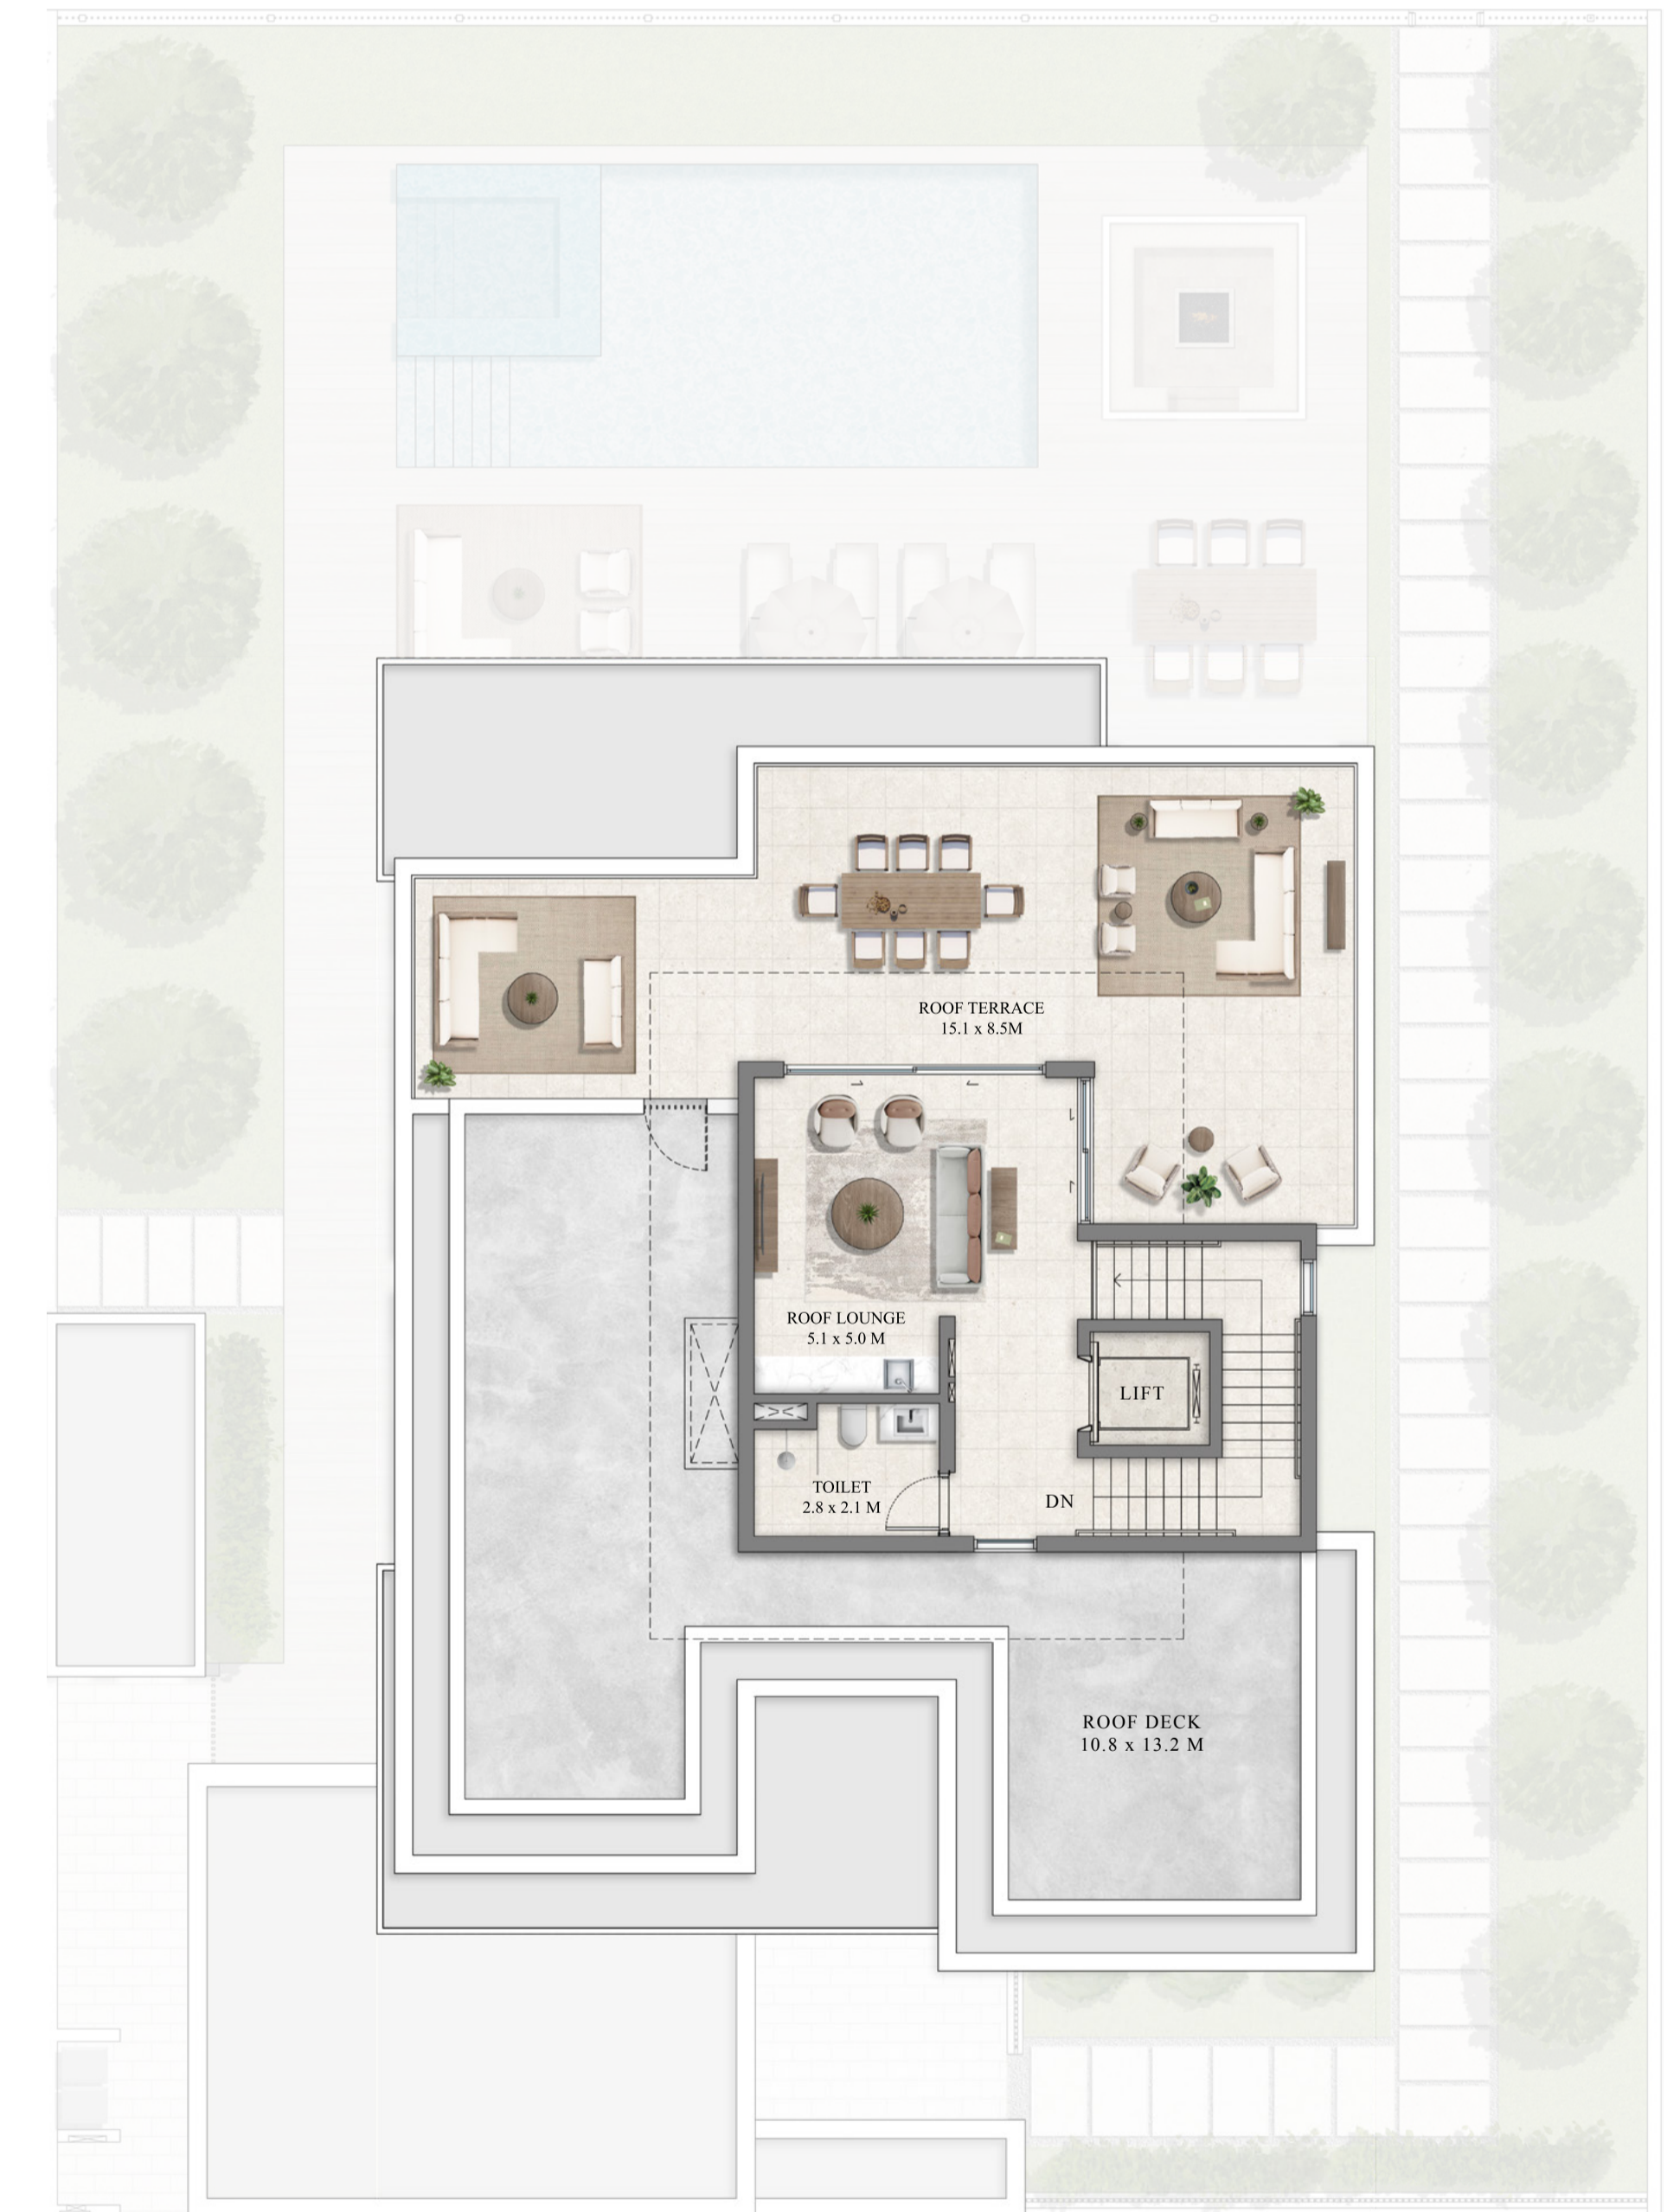 ROOF TERRACE
15.1 x 8.5M
ROOF LOUNGE
5.1 x 5.0 M
LIFT
TOILET
2.8 x 2.1 M
DN
ROOF DECK
10.8 x 13.2 M